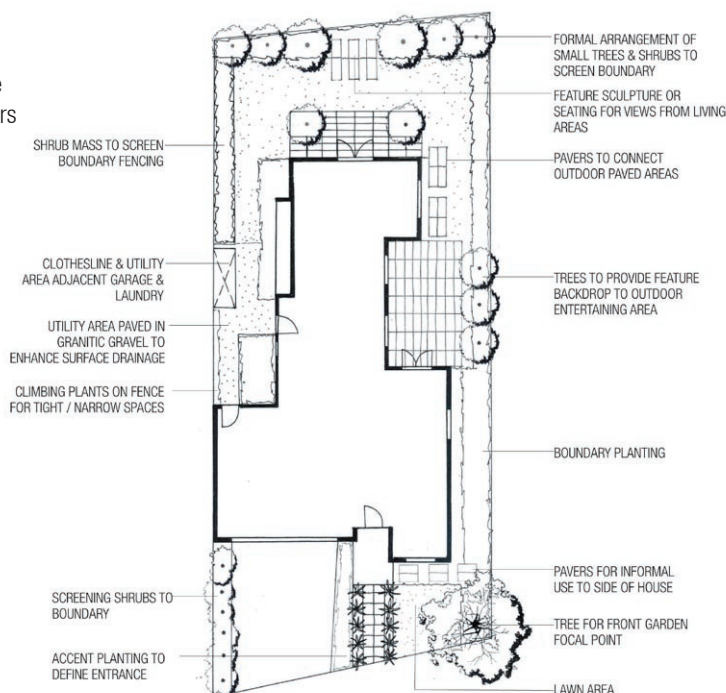 SHRUB MASS TO SCREEN
BOUNDARY FENCING
CLOTHESLINE & UTILITY
AREA ADJACENT GARAGE &
LAUNDRY
UTILITY AREA PAVED IN
GRANITIC GRAVEL TO
ENHANCE SURFACE DRAINAGE
CLIMBING PLANTS ON FENCE
FOR TIGHT / NARROW SPACES
SCREENING SHRUBS TO
BOUNDARY
ACCENT PLANTING TO
DEFINE ENTRANCE
FORMAL ARRANGEMENT OF
SMALL TREES & SHRUBS TO
SCREEN BOUNDARY
FEATURE SCULPTURE OR
SEATING FOR VIEWS FROM LIVING
AREAS
PAVERS TO CONNECT
OUTDOOR PAVED AREAS
TREES TO PROVIDE FEATURE
BACKDROP TO OUTDOOR
ENTERTAINING AREA
BOUNDARY PLANTING
PAVERS FOR INFORMAL
USE TO SIDE OF HOUSE
TREE FOR FRONT GARDEN
FOCAL POINT
LAWN AREA